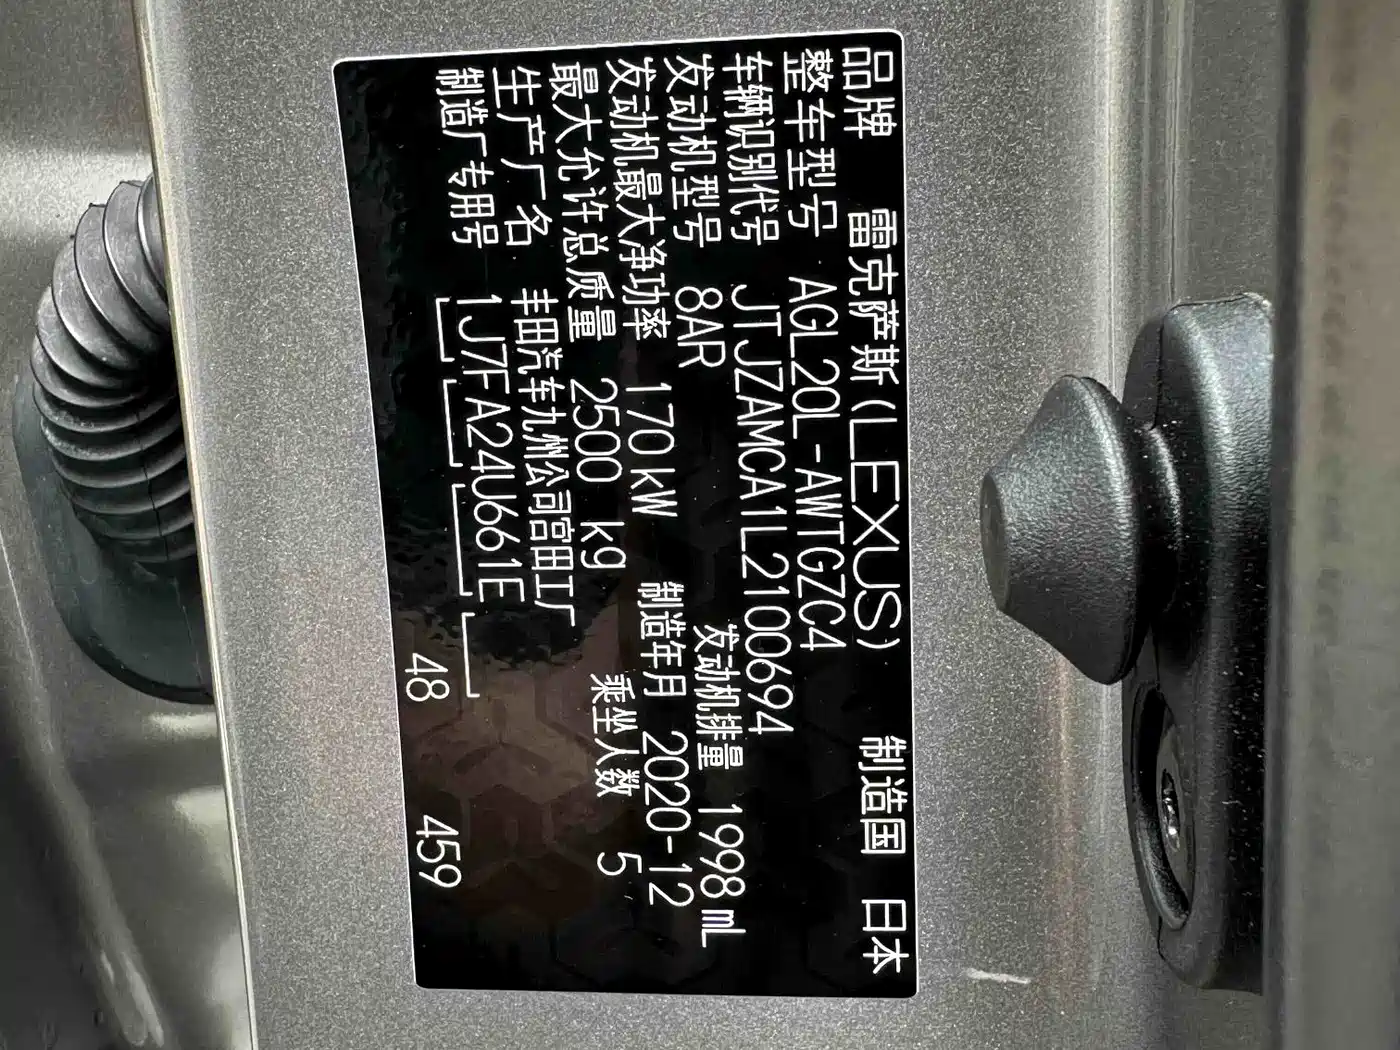 品牌 雷克萨斯(LEXUS) 制造国 日本
整车型号 AGL20L-AWTGZC4
车辆识别代号 JTJZAMCA1L2100694
发动机型号 8AR 发动机排量 1998 mL
发动机最大净功率 170 kW 制造年月 2020-12
最大允许总质量 2500 kg 乘坐人数 5
生产厂名 丰田汽车九州公司宫田工厂
制造厂专用号 1J7FA24U661E
48 459